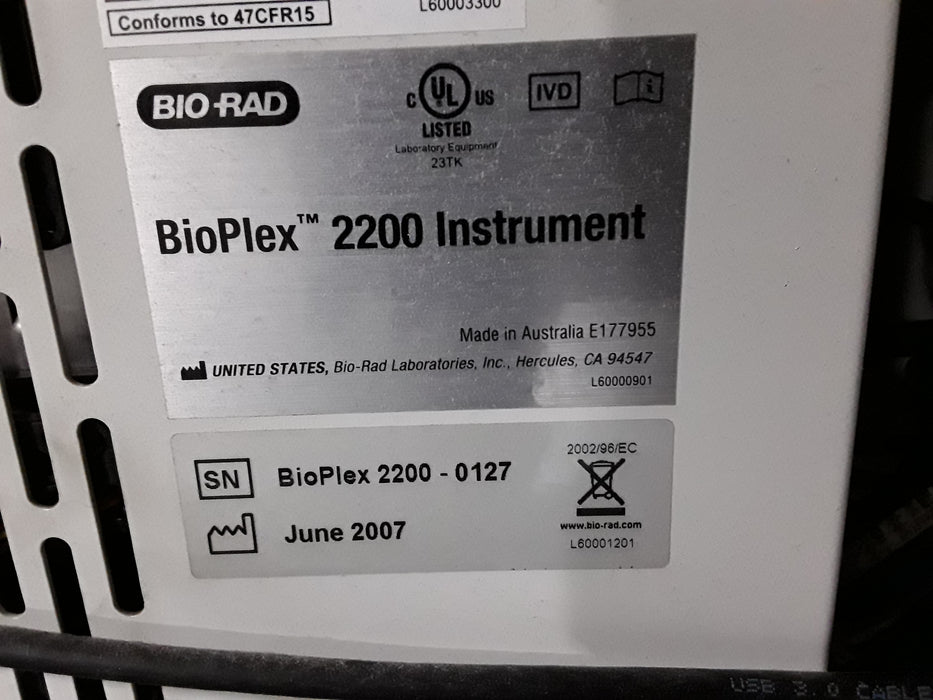 Conforms to 47CFR15
L60003300
BIO-RAD
C UL US
LISTED
Laboratory Equipment
23TK
IVD
i
BioPlex™ 2200 Instrument
Made in Australia E177955
UNITED STATES, Bio-Rad Laboratories, Inc., Hercules, CA 94547
L60000901
SN BioPlex 2200 - 0127
June 2007
2002/96/EC
www.bio-rad.com
L60001201
USB 3.0 CABLE